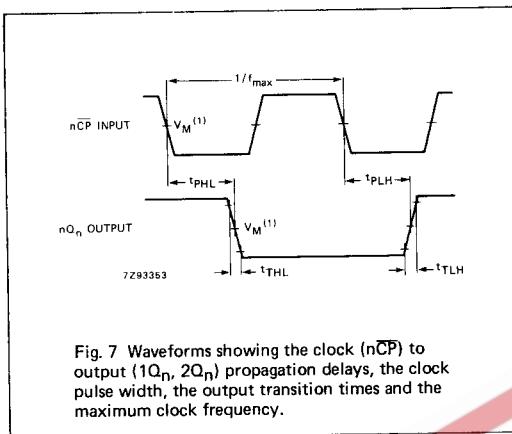 1/fmax
nCP INPUT
VM(1)
tPHL
tPLH
nQn OUTPUT
VM(1)
7Z93353
tTHL
tTLH
Fig. 7 Waveforms showing the clock (nCP) to
output (1Qn, 2Qn) propagation delays, the clock
pulse width, the output transition times and the
maximum clock frequency.